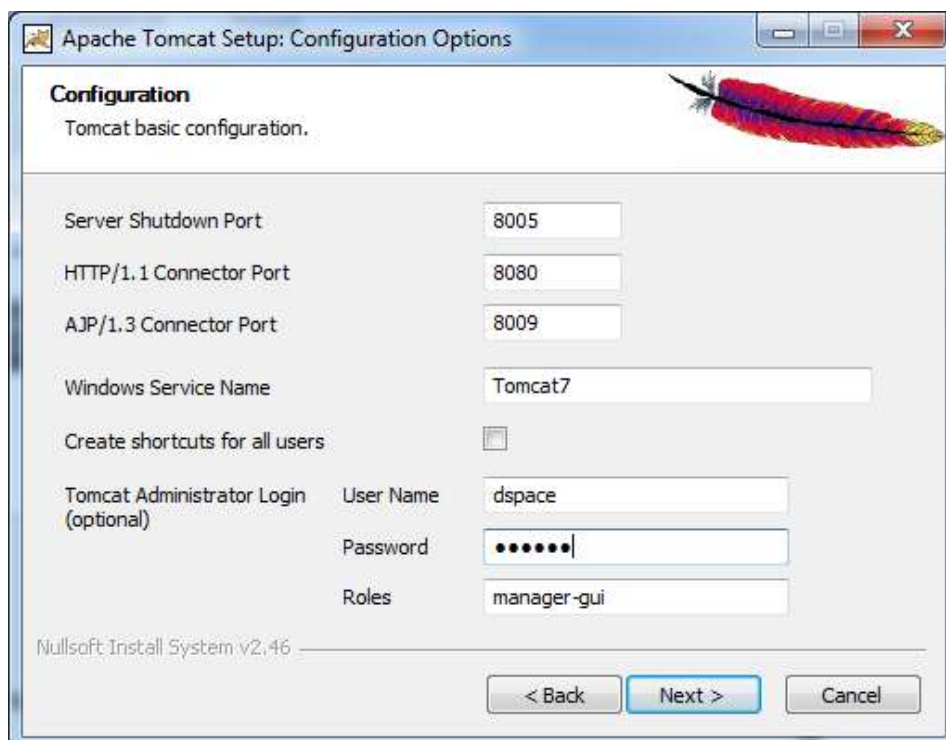 Apache Tomcat Setup: Configuration Options
Configuration
Tomcat basic configuration.
Server Shutdown Port 8005
HTTP/1.1 Connector Port 8080
AJP/1.3 Connector Port 8009
Windows Service Name Tomcat7
Create shortcuts for all users
Tomcat Administrator Login User Name dspace
(optional)
Password ●●●●●●
Roles manager-gui
Nullsoft Install System v2.46
< Back Next > Cancel